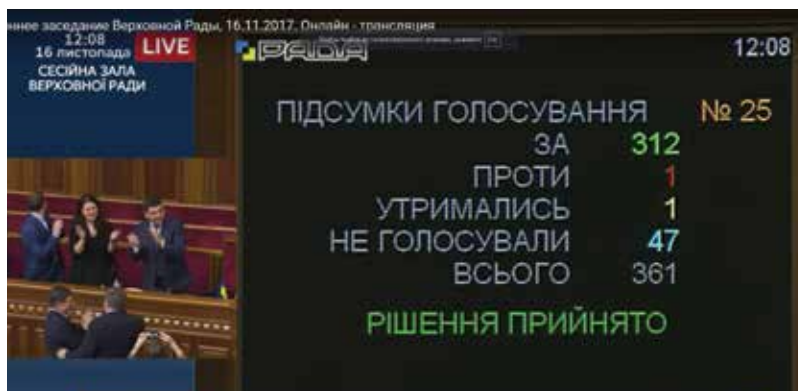 ннее заседание Верховной Рады, 16.11.2017. Онлайн - трансляция
12:08
16 листопада
LIVE
СЕСІЙНА ЗАЛА
ВЕРХОВНОЇ РАДИ
РАДА
12:08
ПІДСУМКИ ГОЛОСУВАННЯ № 25
ЗА 312
ПРОТИ 1
УТРИМАЛИСЬ 1
НЕ ГОЛОСУВАЛИ 47
ВСЬОГО 361
РІШЕННЯ ПРИЙНЯТО